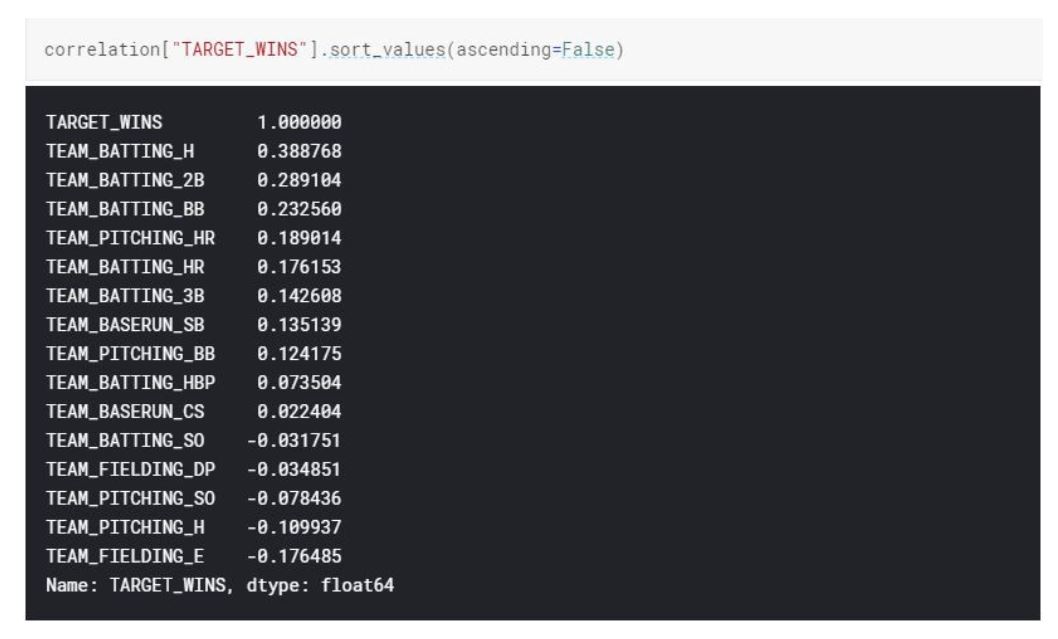 correlation["TARGET_WINS"].sort_values(ascending=False)
TARGET_WINS 1.000000
TEAM_BATTING_H 0.388768
TEAM_BATTING_2B 0.289104
TEAM_BATTING_BB 0.232560
TEAM_PITCHING_HR 0.189014
TEAM_BATTING_HR 0.176153
TEAM_BATTING_3B 0.142608
TEAM_BASERUN_SB 0.135139
TEAM_PITCHING_BB 0.124175
TEAM_BATTING_HBP 0.073504
TEAM_BASERUN_CS 0.022404
TEAM_BATTING_SO -0.031751
TEAM_FIELDING_DP -0.034851
TEAM_PITCHING_SO -0.078436
TEAM_PITCHING_H -0.109937
TEAM_FIELDING_E -0.176485
Name: TARGET_WINS, dtype: float64